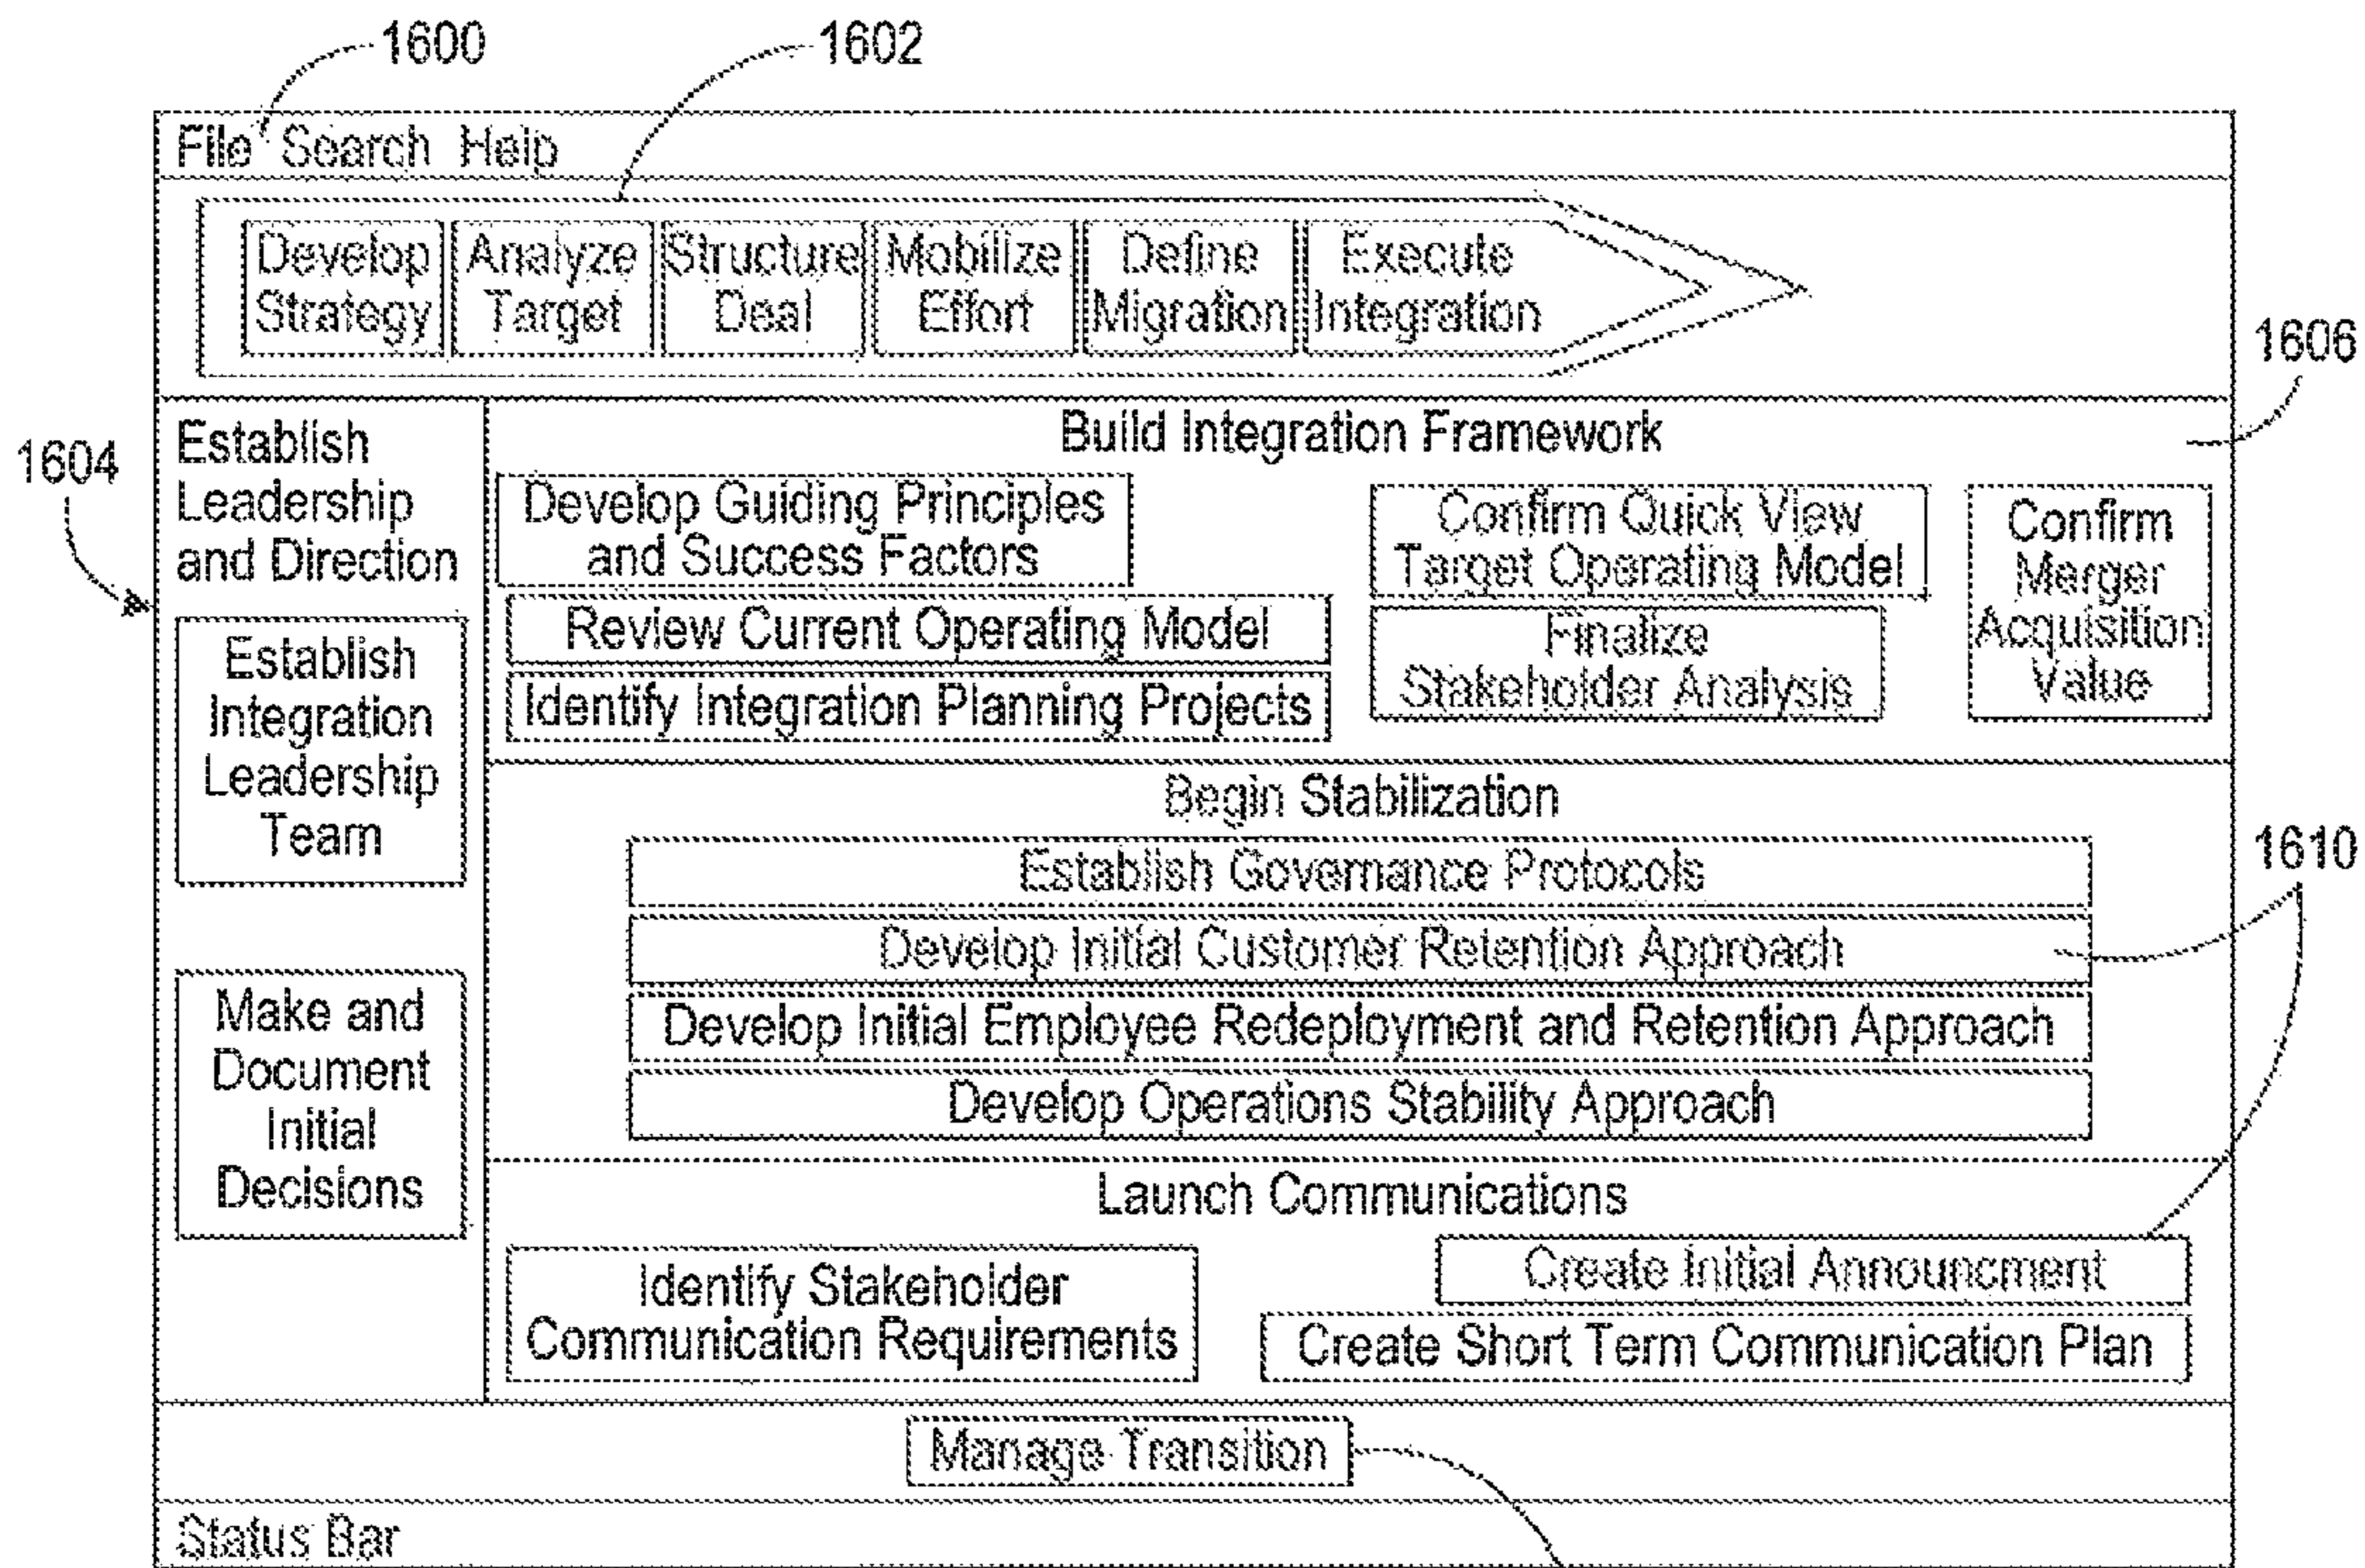 1600
1602
File Search Help
Develop
Strategy
Analyze
Target
Structure
Deal
Mobilize
Effort
Define
Migration
Execute
Integration
1606
1604
Establish
Leadership
and Direction
Establish
Integration
Leadership
Team
Make and
Document
Initial
Decisions
Build Integration Framework
Develop Guiding Principles
and Success Factors
Review Current Operating Model
Identify Integration Planning Projects
Confirm Quick View
Target Operating Model
Finalize
Stakeholder Analysis
Confirm
Merger
Acquisition
Value
Begin Stabilization
Establish Governance Protocols
Develop Initial Customer Retention Approach
Develop Initial Employee Redeployment and Retention Approach
Develop Operations Stability Approach
1610
Launch Communications
Identify Stakeholder
Communication Requirements
Create Initial Announcment
Create Short Term Communication Plan
Manage Transition
Status Bar